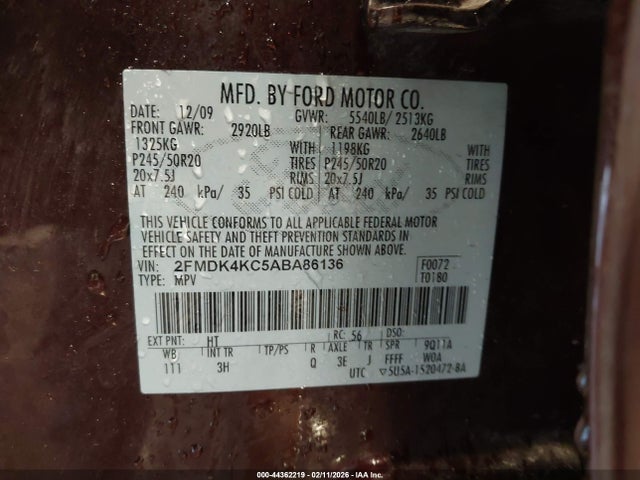 MFD. BY FORD MOTOR CO.
DATE: 12/09 GVWR: 5540LB/ 2513KG
FRONT GAWR: 2920LB REAR GAWR: 2640LB
1325KG WITH 1198KG WITH
P245/50R20 TIRES P245/50R20 TIRES
20x7.5J RIMS 20x7.5J RIMS
AT 240 kPa/ 35 PSI COLD AT 240 kPa/ 35 PSI COLD
THIS VEHICLE CONFORMS TO ALL APPLICABLE FEDERAL MOTOR
VEHICLE SAFETY AND THEFT PREVENTION STANDARDS IN
EFFECT ON THE DATE OF MANUFACTURE SHOWN ABOVE.
VIN: 2FMDK4KC5ABA86136 F0072
TYPE: MPV T0180
EXT PNT: HT RC: 56 DSO:
WB INT TR TP/PS R AXLE TR SPR 9Q11A
111 3H Q 3E J FFFF W0A
UTC ▽5U5A-1520472-BA
000-44362219 - 02/11/2026 - IAA Inc.